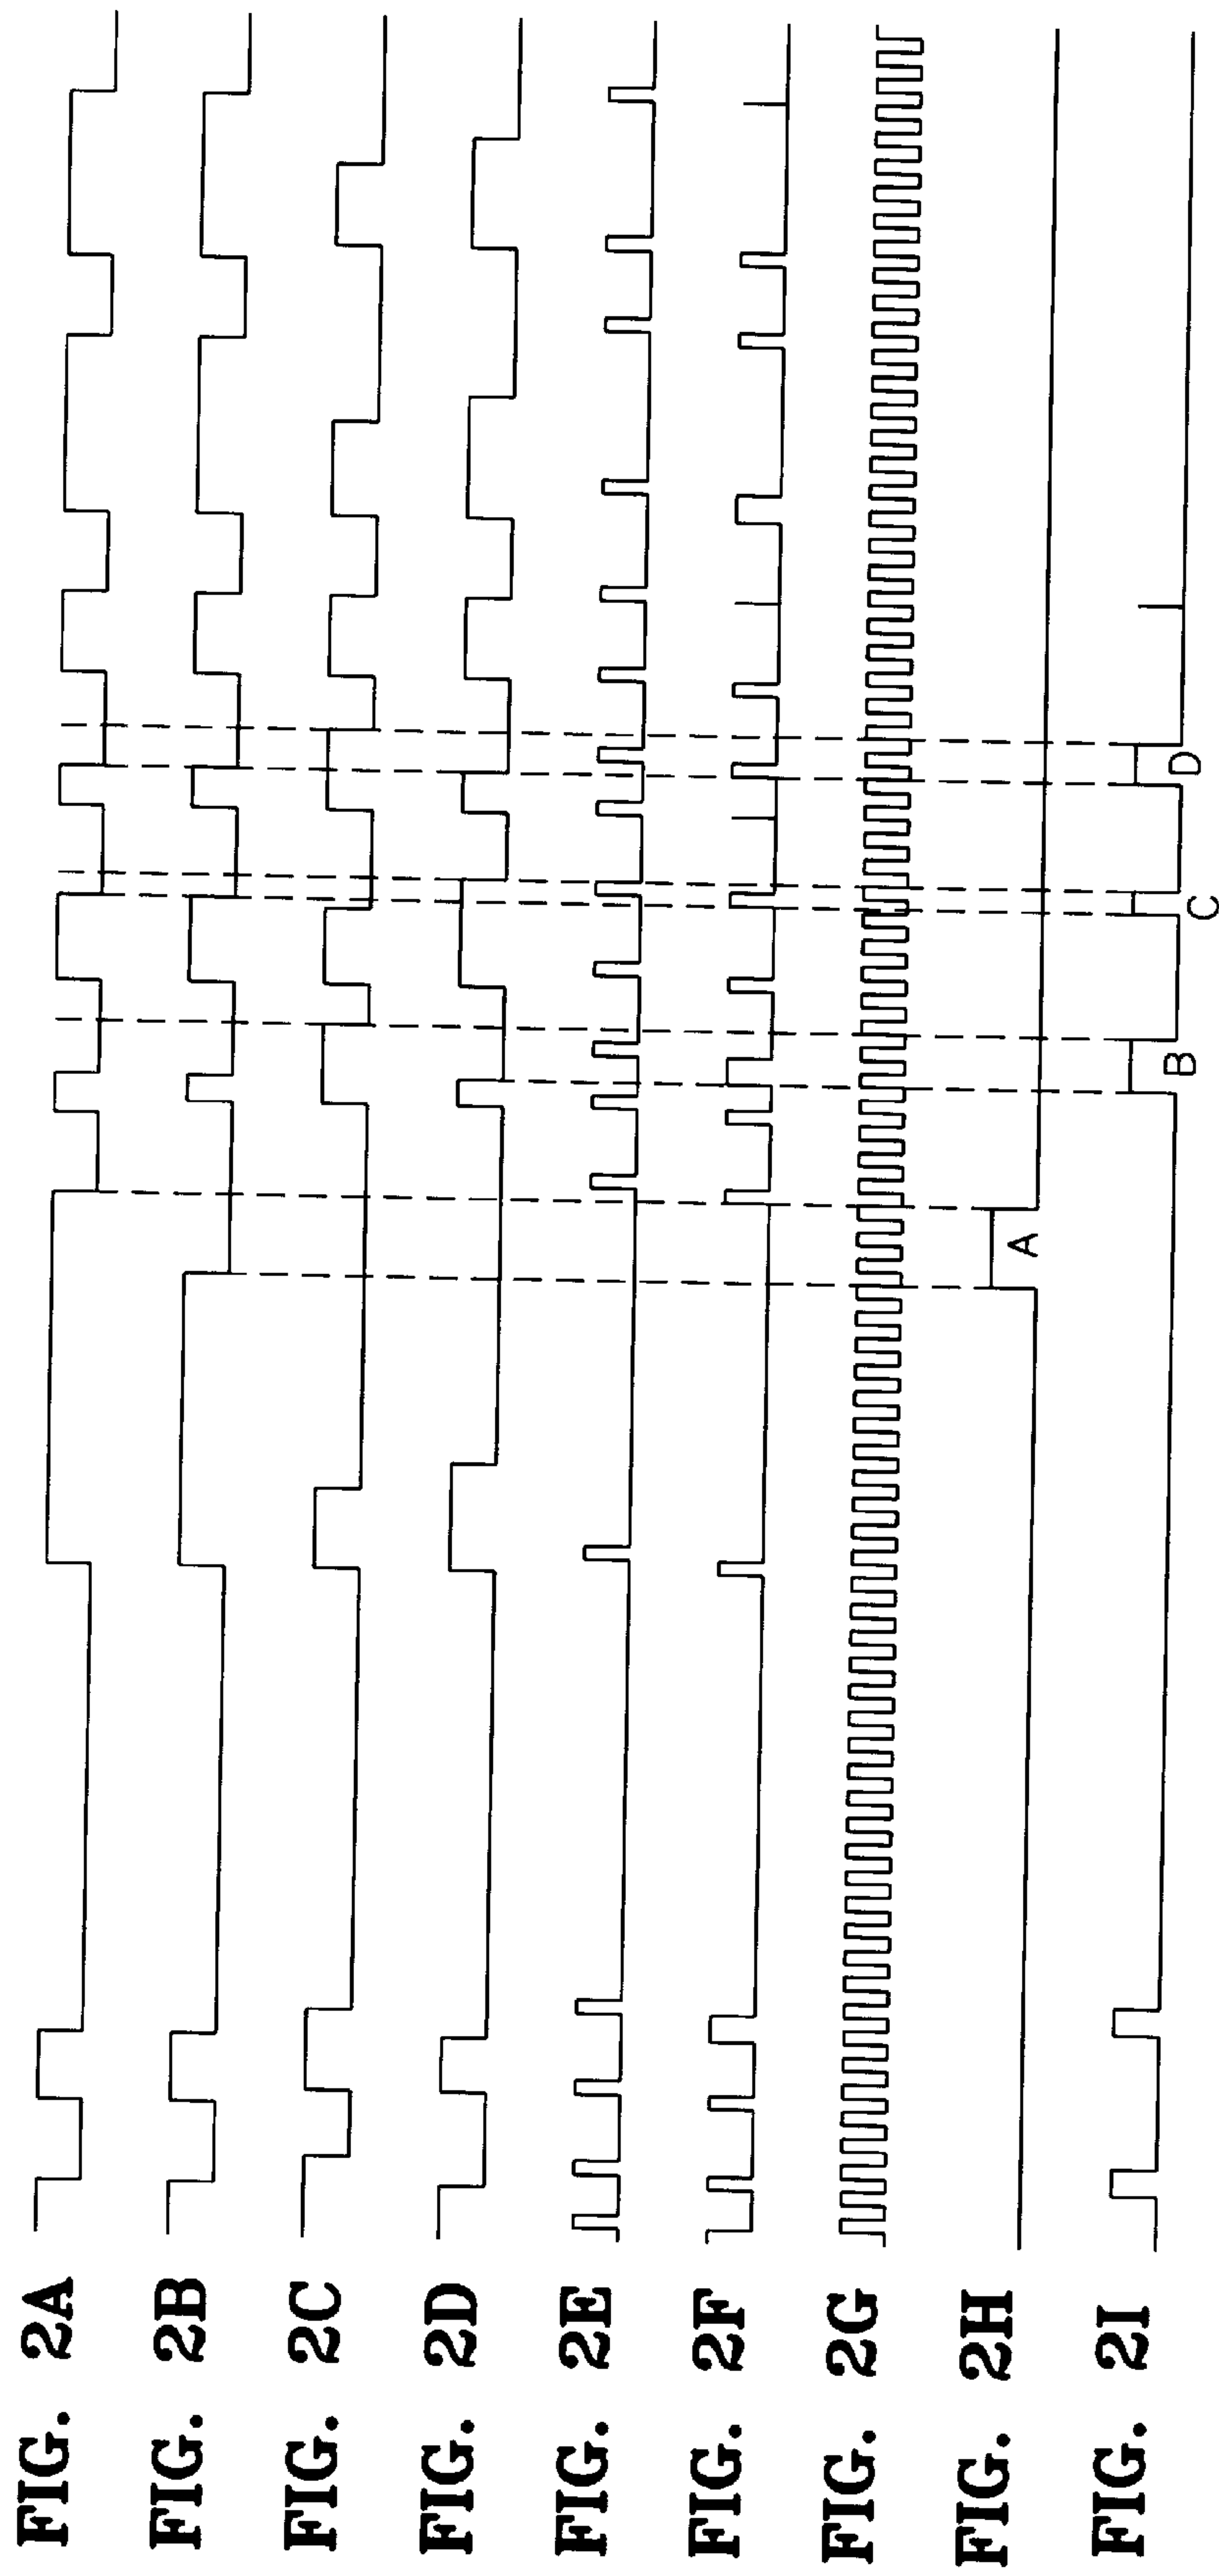 FIG. 2A
FIG. 2B
FIG. 2C
FIG. 2D
FIG. 2E
FIG. 2F
FIG. 2G
FIG. 2H
A
FIG. 2I
B
C
D